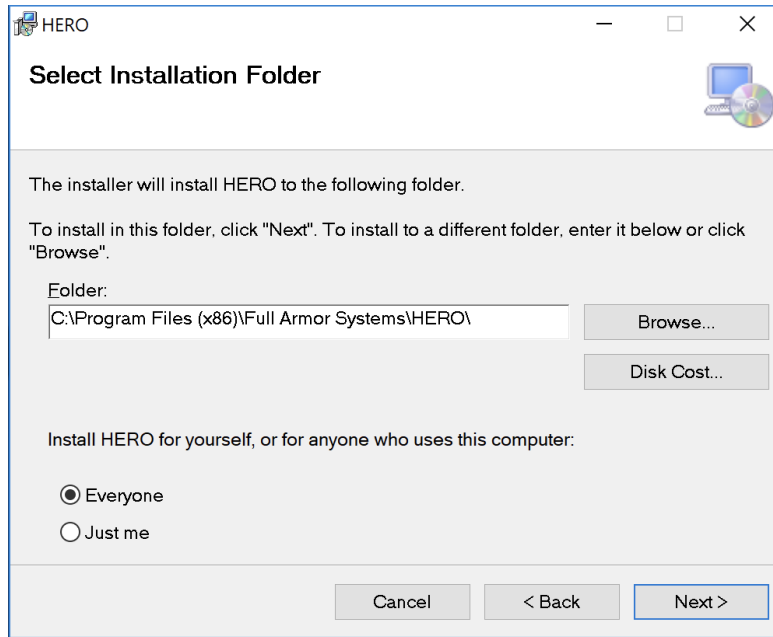 HERO
Select Installation Folder
The installer will install HERO to the following folder.
To install in this folder, click "Next". To install to a different folder, enter it below or click
"Browse".
Folder:
C:\Program Files (x86)\Full Armor Systems\HERO\
Browse...
Disk Cost...
Install HERO for yourself, or for anyone who uses this computer:
Everyone
Just me
Cancel
< Back
Next >